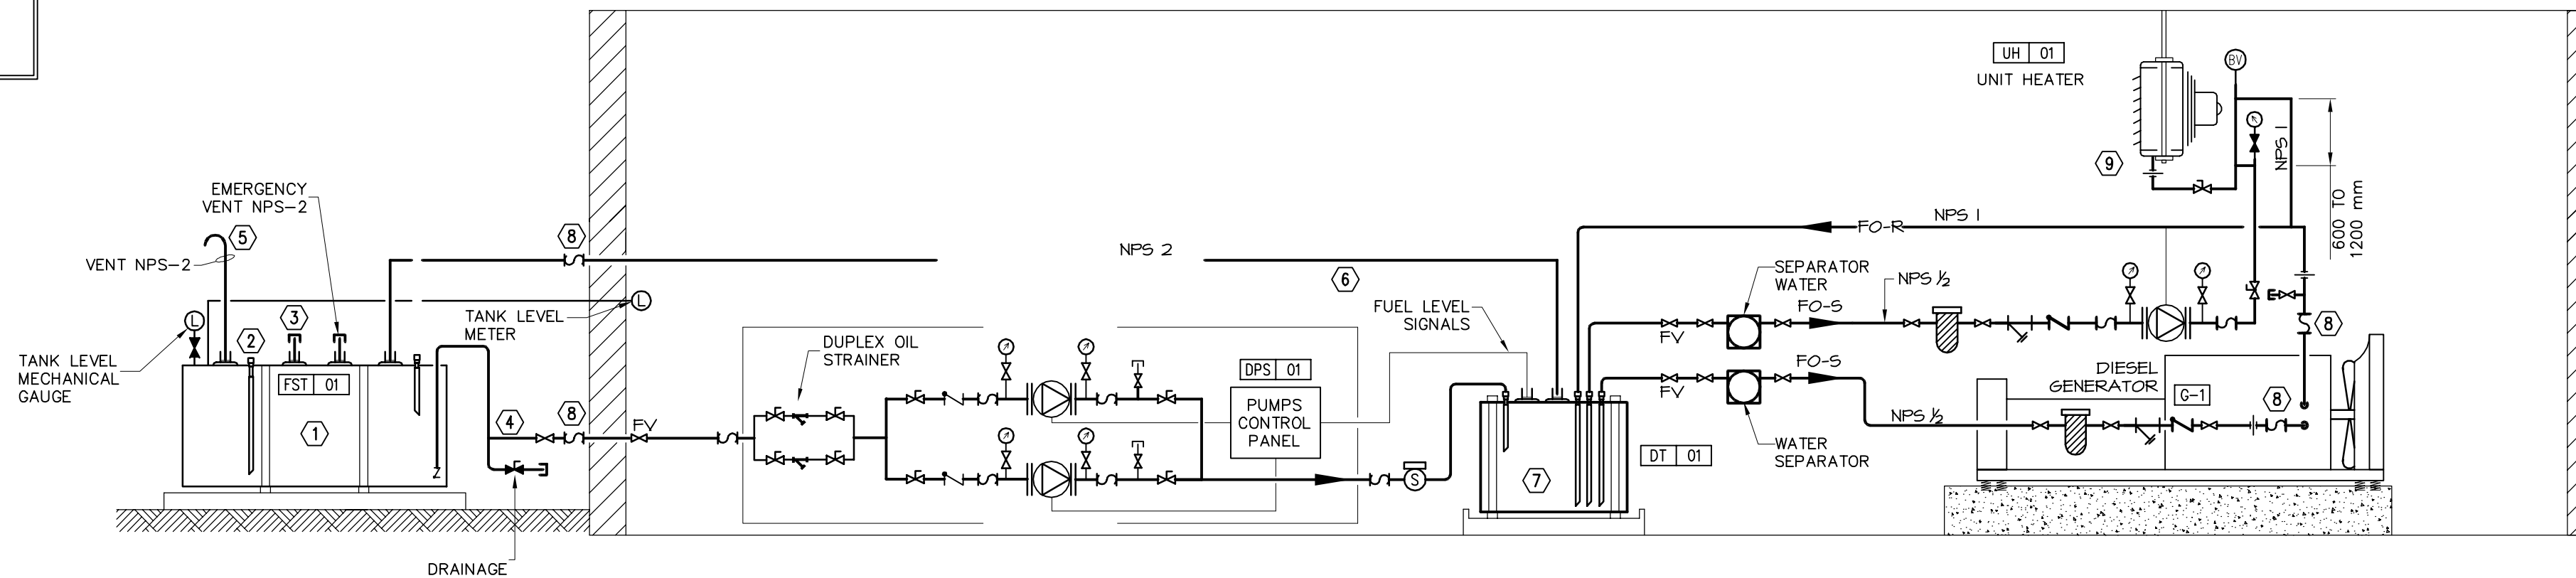 UH 01
UNIT HEATER
BV
9
NPS 1
600 TO
1200 mm
EMERGENCY
VENT NPS-2
5
VENT NPS-2
8
NPS 2
6
FO-R
NPS 1
L
TANK LEVEL
METER
L
TANK LEVEL
MECHANICAL
GAUGE
2
3
FST 01
1
4
8
FV
DRAINAGE
DUPLEX OIL
STRAINER
DPS 01
PUMPS
CONTROL
PANEL
FUEL LEVEL
SIGNALS
S
7
DT 01
SEPARATOR
WATER
FO-S
NPS ½
FV
FO-S
FV
WATER
SEPARATOR
NPS ½
DIESEL
GENERATOR
G-1
8
8